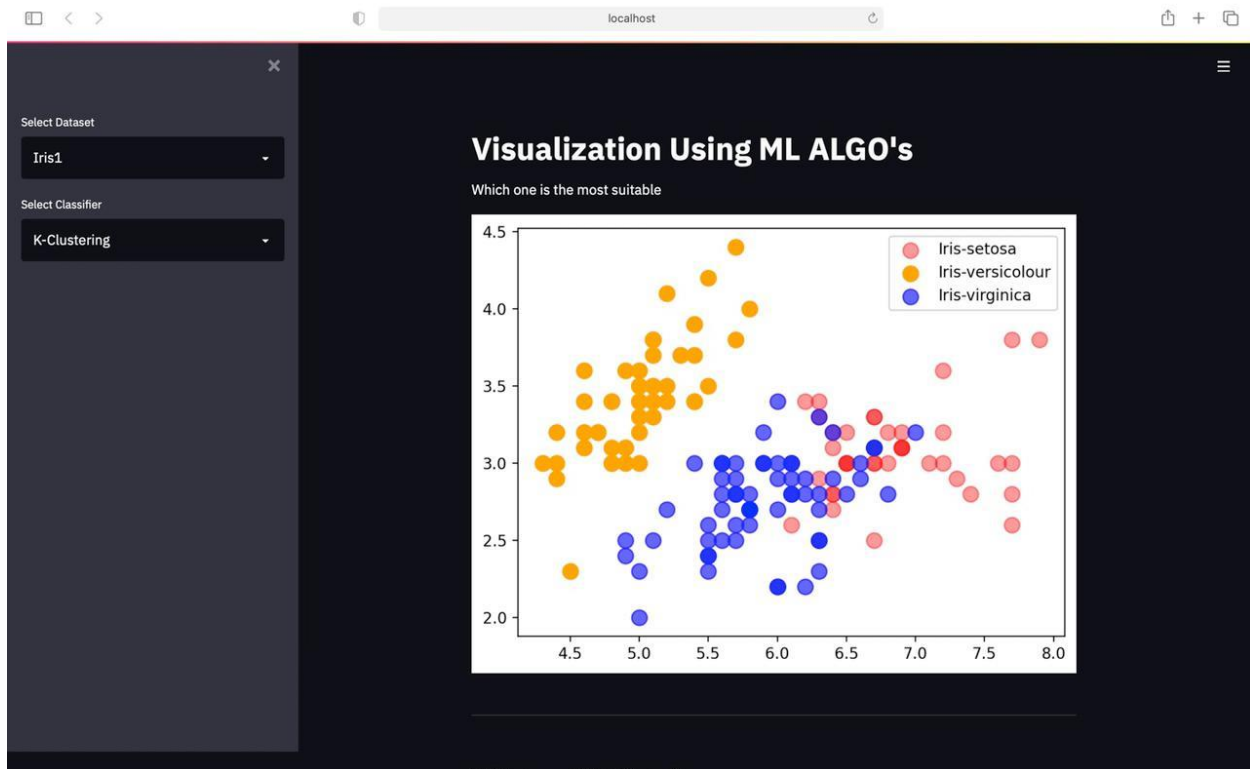 localhost
Select Dataset
Iris1
Select Classifier
K-Clustering
Visualization Using ML ALGO's
Which one is the most suitable
Iris-setosa
Iris-versicolour
Iris-virginica
4.5
4.0
3.5
3.0
2.5
2.0
4.5 5.0 5.5 6.0 6.5 7.0 7.5 8.0